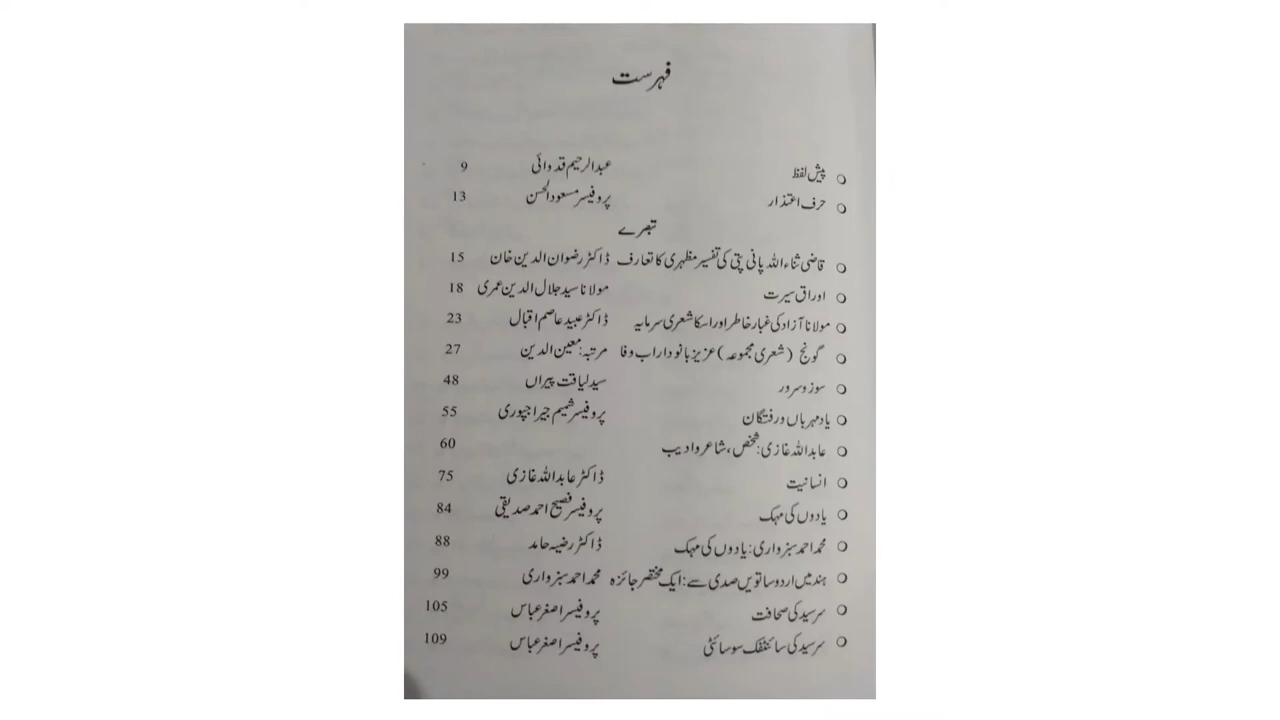 فہرست
پیش لفظ عبدالرحیم قدوائی 9
حرف اعتذار پروفیسر مسعود الحسن 13
تبصرے
قاضی ثناء اللہ پانی پتی کی تفسیر مظہری کا تعارف ڈاکٹر رضوان الدین خان 15
اوراق سیرت مولانا سید جلال الدین عمری 18
مولانا آزاد کی غبار خاطر اور اسکا شعری سرمایہ ڈاکٹر عبید عاصم اقبال 23
گونج (شعری مجموعہ) عزیز بانو داراب وفا مرتبہ: معین الدین 27
سوز و سرور سید لیاقت پیراں 48
یاد مہرباں و رفتگان پروفیسر شمیم جیراجپوری 55
عابد اللہ غازی: شخص، شاعر و ادیب 60
انسانیت ڈاکٹر عابد اللہ غازی 75
یادوں کی مہک پروفیسر فصیح احمد صدیقی 84
محمد احمد سبزواری: یادوں کی مہک ڈاکٹر رضیہ حامد 88
ہند میں اردو ساتویں صدی سے: ایک مختصر جائزہ محمد احمد سبزواری 99
سرسید کی صحافت پروفیسر اصغر عباس 105
سرسید کی سائنٹفک سوسائٹی پروفیسر اصغر عباس 109